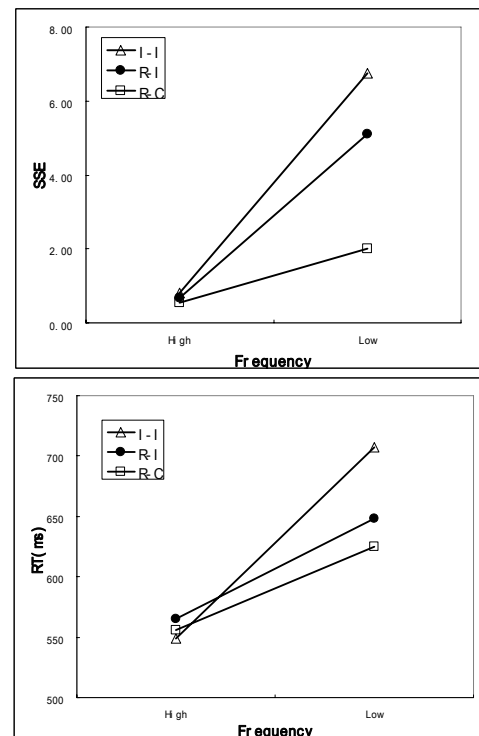 8.00
I - I
R- I
R- C
6.00
SSE
4.00
2.00
0.00
High
Low
Frequency
750
I - I
R- I
R- C
700
650
RT( ms)
600
550
500
High
Low
Frequency